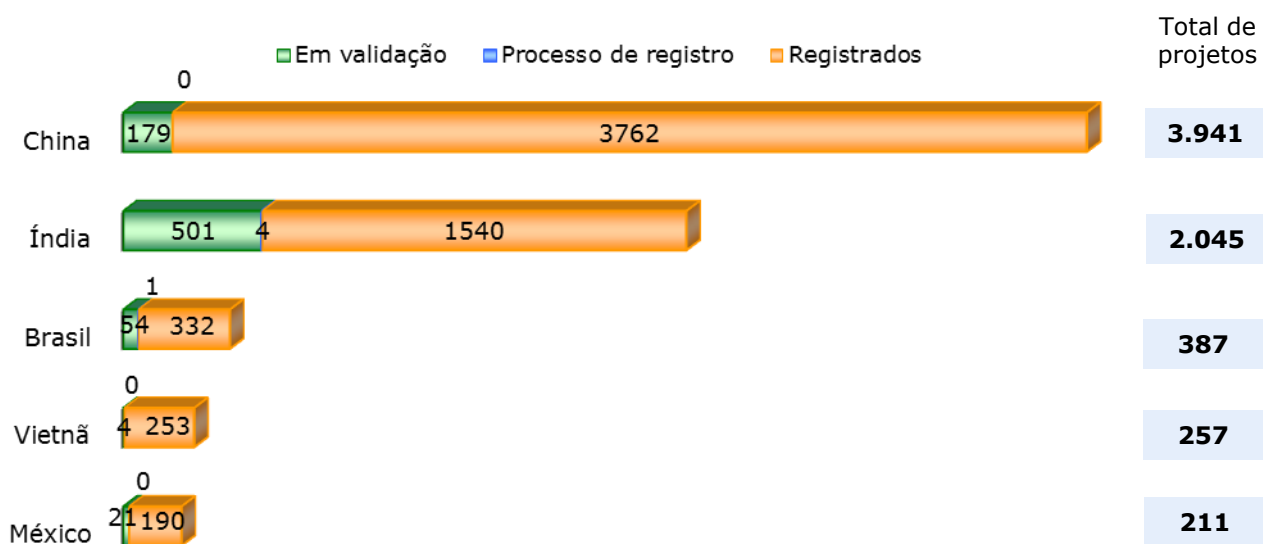 Total de
projetos
Em validação Processo de registro Registrados
0
China 179 3762 3.941
Índia 501 4 1540 2.045
1
Brasil 54 332 387
0
Vietnã 4 253 257
0
México 21 190 211